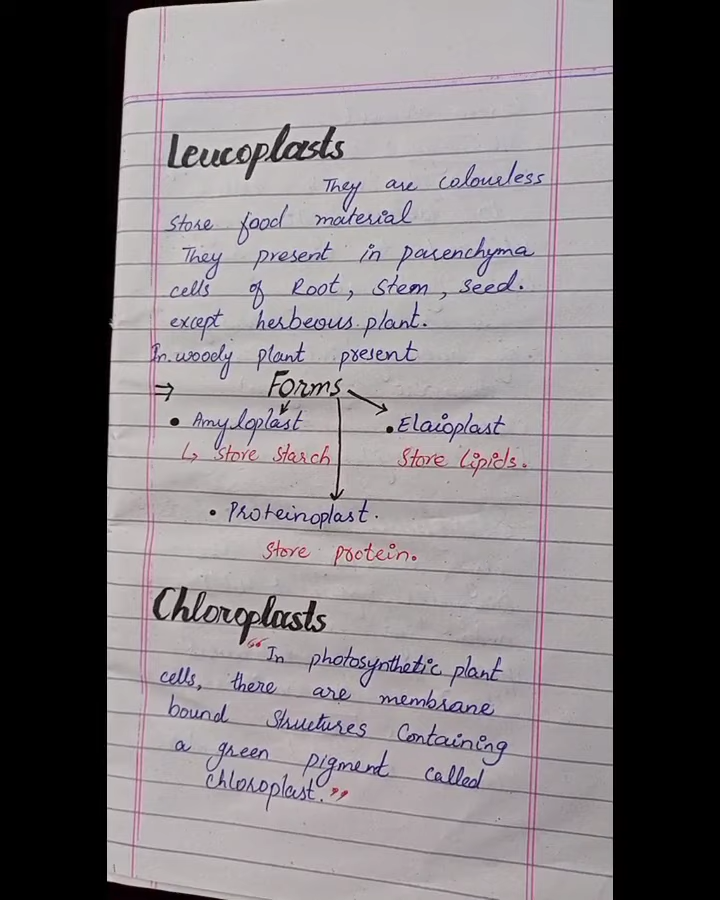 Leucoplasts
They are colourless
store food material
They present in parenchyma
cells of Root, Stem, seed.
except herbeous plant.
In woody plant present
⇒ Forms
• Amyloplast
↳ store starch
• Elaioplast
store lipids.
• Proteinoplast.
store protein.
Chloroplasts
“In photosynthetic plant
cells, there are membrane
bound structures containing
a green pigment called
chloroplast.”